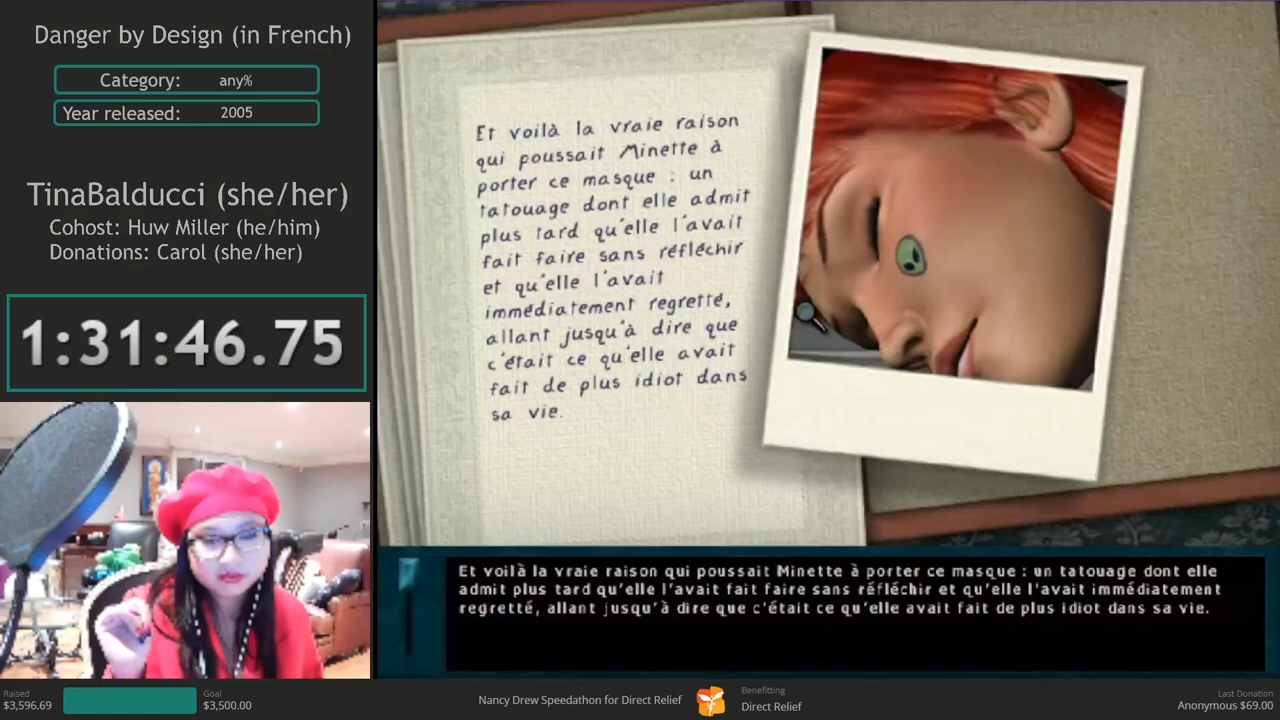 Danger by Design (in French)
Category: any%
Year released: 2005
TinaBalducci (she/her)
Cohost: Huw Miller (he/him)
Donations: Carol (she/her)
1:31:46.75
Et voilà la vraie raison
qui poussait Minette à
porter ce masque : un
tatouage dont elle admit
plus tard qu'elle l'avait
fait faire sans réfléchir
et qu'elle l'avait
immédiatement regretté,
allant jusqu'à dire que
c'était ce qu'elle avait
fait de plus idiot dans
sa vie.
Et voilà la vraie raison qui poussait Minette à porter ce masque : un tatouage dont elle
admit plus tard qu'elle l'avait fait faire sans réfléchir et qu'elle l'avait immédiatement
regretté, allant jusqu'à dire que c'était ce qu'elle avait fait de plus idiot dans sa vie.
Raised
$3,596.69
Goal
$3,500.00
Nancy Drew Speedathon for Direct Relief
Benefitting
Direct Relief
Last Donation
Anonymous $69.00